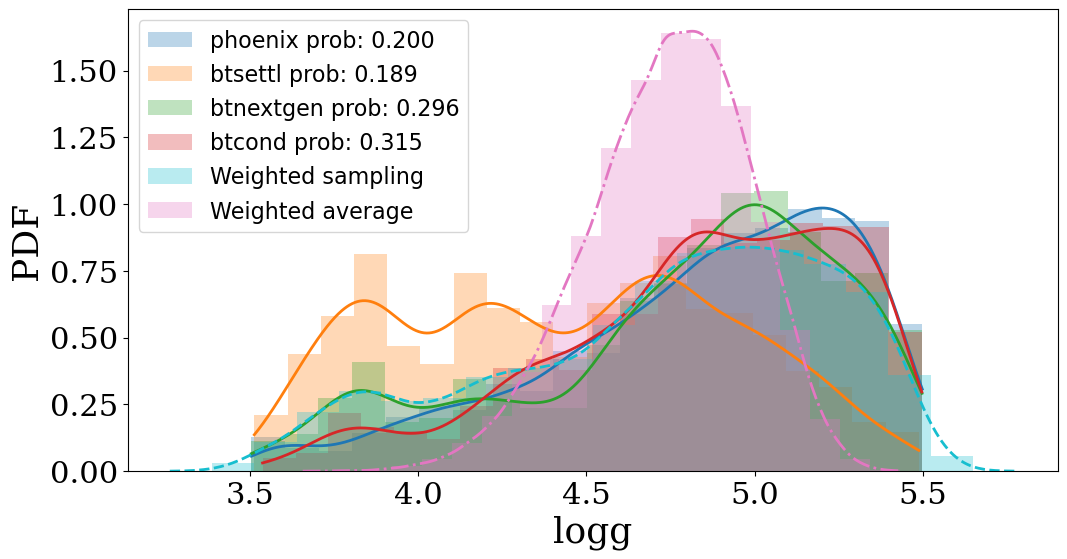 phoenix prob: 0.200
btsettl prob: 0.189
btnextgen prob: 0.296
btcond prob: 0.315
Weighted sampling
Weighted average
PDF
1.50
1.25
1.00
0.75
0.50
0.25
0.00
3.5 4.0 4.5 5.0 5.5
logg